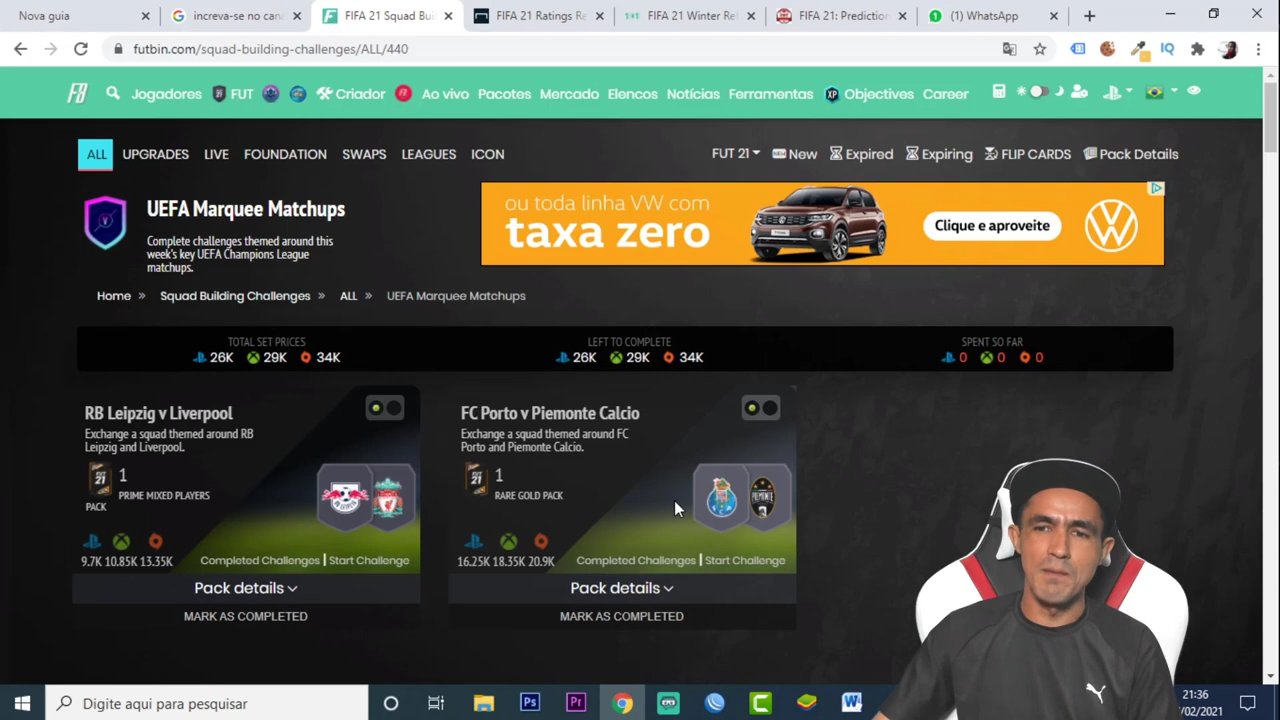 Nova guia
increva-se no can
FIFA 21 Squad Bui
FIFA 21 Ratings Re
FIFA 21 Winter Re
FIFA 21: Prediction
(1) WhatsApp
futbin.com/squad-building-challenges/ALL/440
IQ
Jogadores FUT Criador Ao vivo Pacotes Mercado Elencos Notícias Ferramentas XP Objectives Career
ALL UPGRADES LIVE FOUNDATION SWAPS LEAGUES ICON
FUT 21 New Expired Expiring FLIP CARDS Pack Details
UEFA Marquee Matchups
Complete challenges themed around this
week's key UEFA Champions League
matchups.
ou toda linha VW com
taxa zero
Clique e aproveite
Home » Squad Building Challenges » ALL » UEFA Marquee Matchups
TOTAL SET PRICES
26K 29K 34K
LEFT TO COMPLETE
26K 29K 34K
SPENT SO FAR
0 0 0
RB Leipzig v Liverpool
Exchange a squad themed around RB
Leipzig and Liverpool.
1
PRIME MIXED PLAYERS
PACK
9.7K 10.85K 13.35K
Completed Challenges | Start Challenge
Pack details
MARK AS COMPLETED
FC Porto v Piemonte Calcio
Exchange a squad themed around FC
Porto and Piemonte Calcio.
1
RARE GOLD PACK
16.25K 18.35K 20.9K
Completed Challenges | Start Challenge
Pack details
MARK AS COMPLETED
Digite aqui para pesquisar
Ps
Pr
21:36
/02/2021